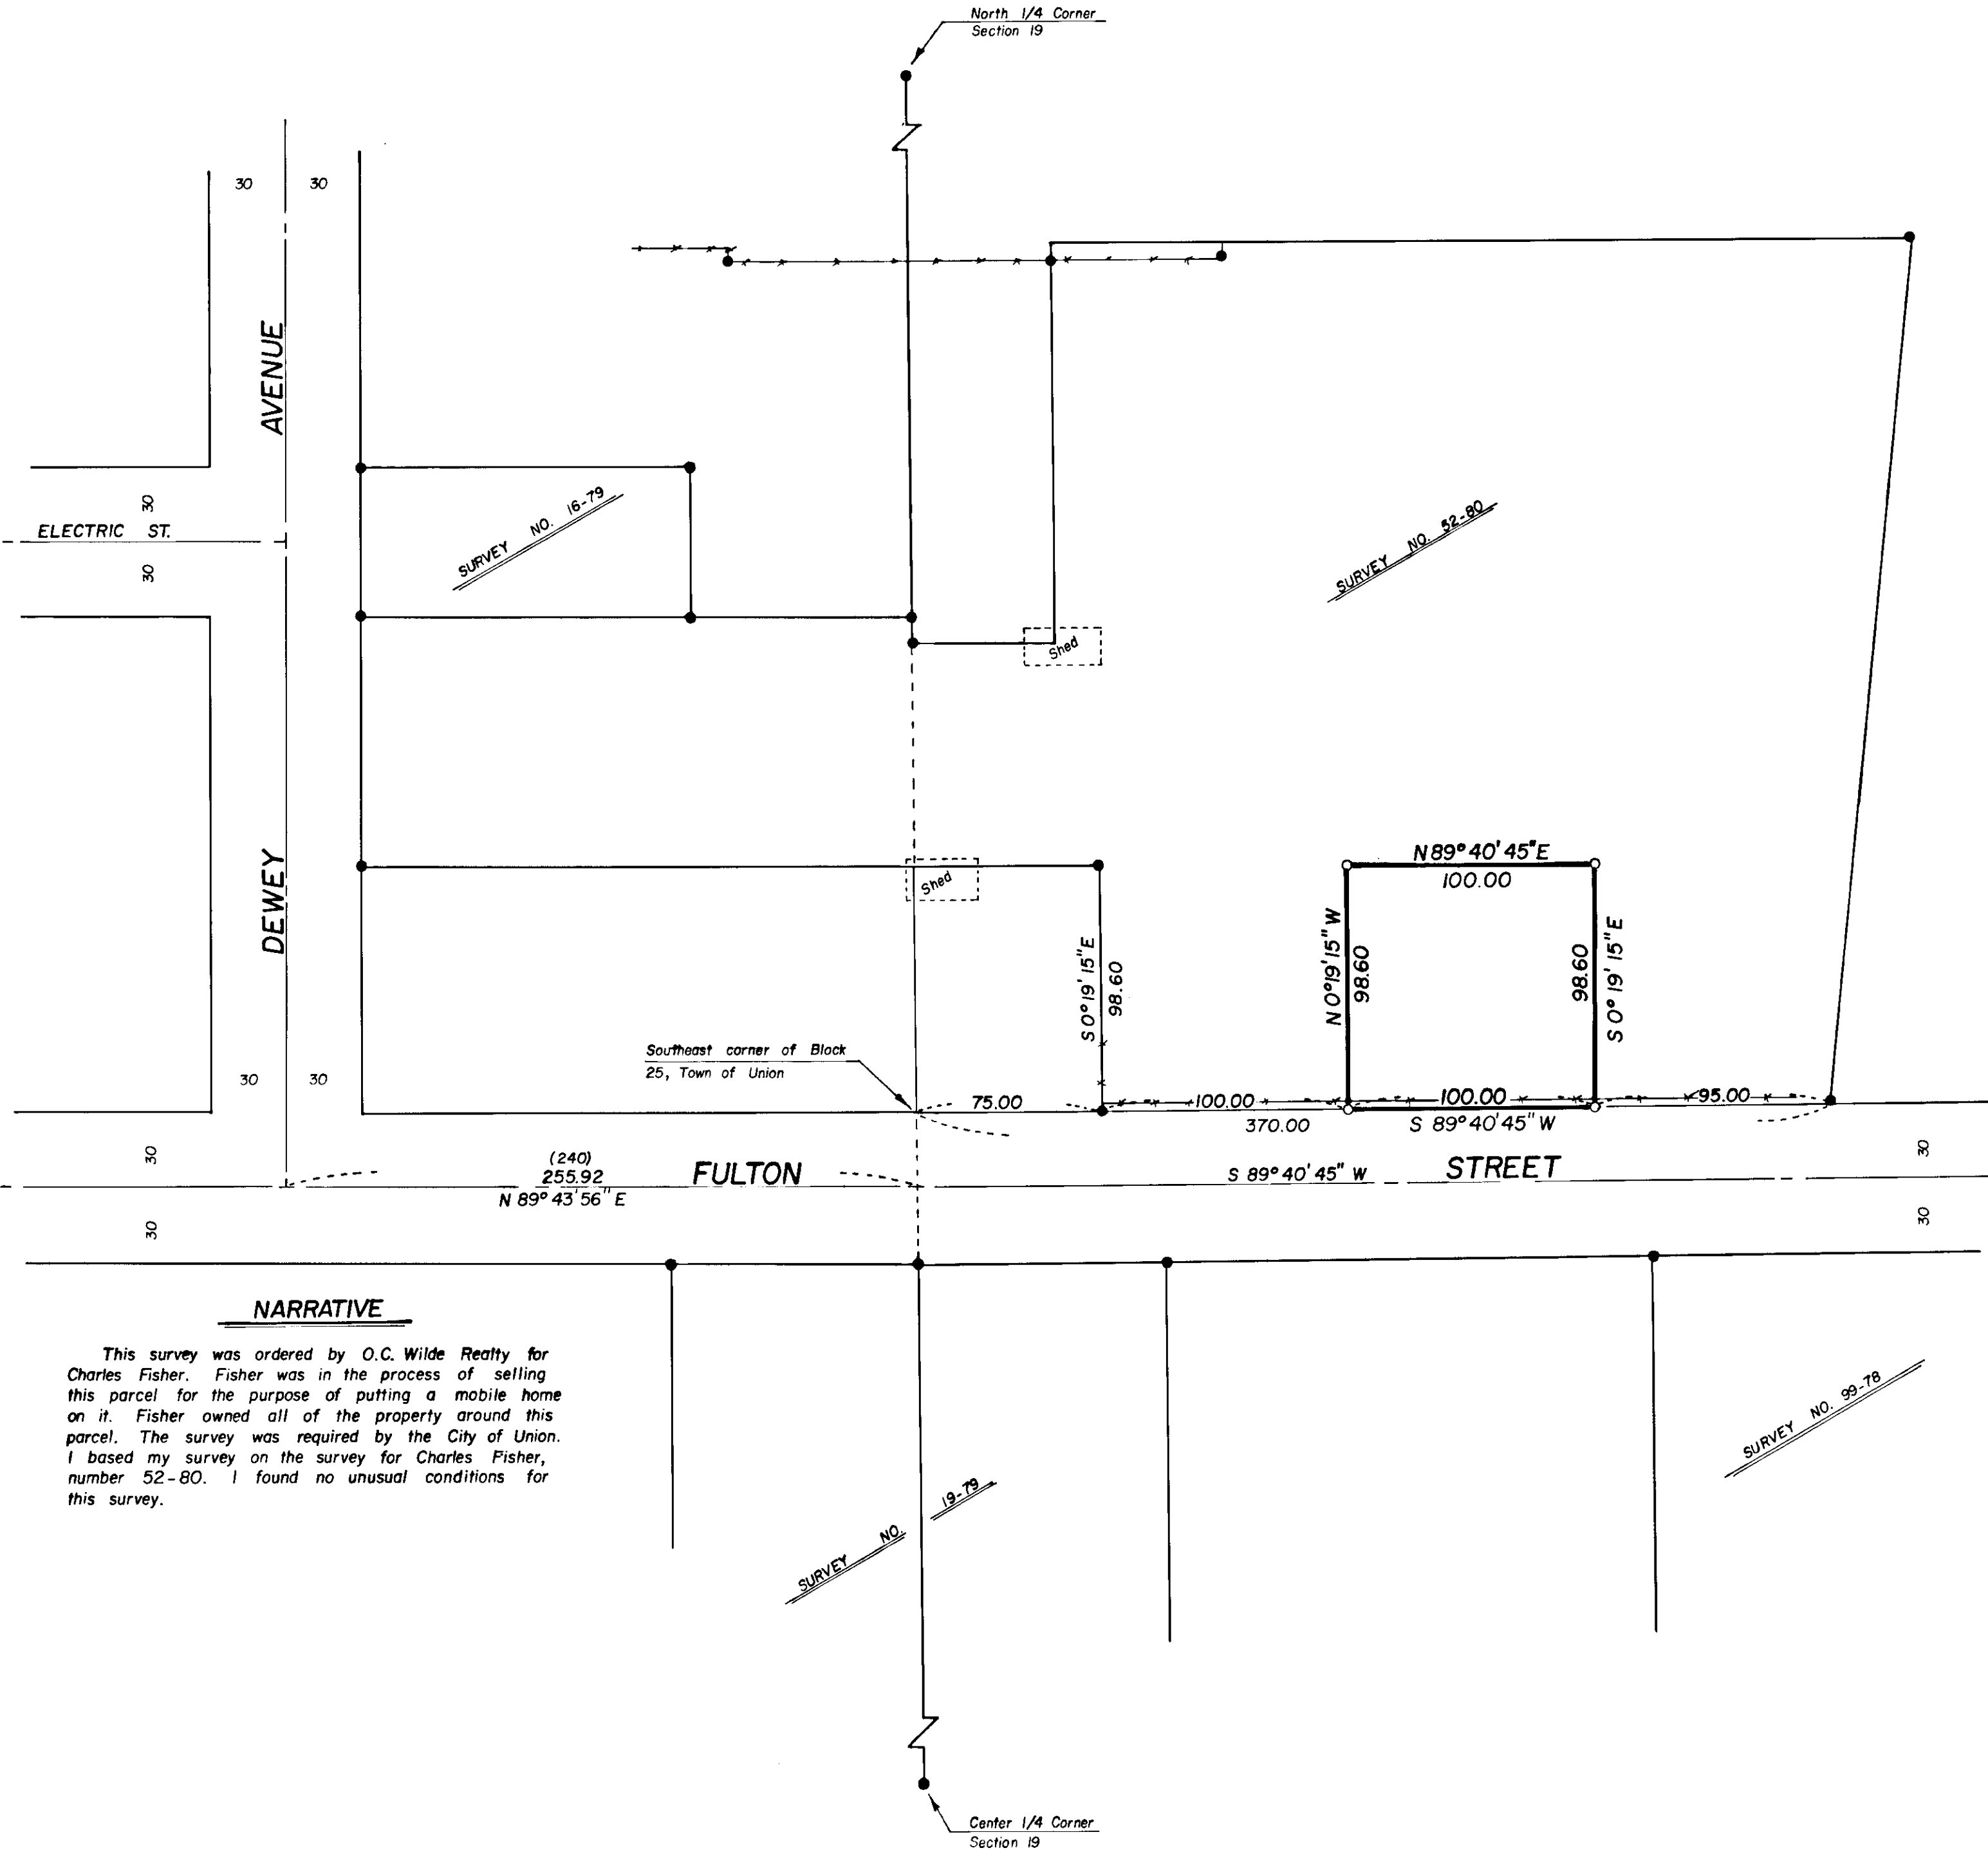 North 1/4 Corner
Section 19
30
30
AVENUE
30
ELECTRIC ST.
30
SURVEY NO. 16-79
SURVEY NO. 52-80
Shed
DEWEY
Shed
N 89° 40' 45" E
100.00
N 0° 19' 15" W
98.60
98.60
S 0° 19' 15" E
S 0° 19' 15" E
98.60
Southeast corner of Block
25, Town of Union
30
30
75.00
100.00
100.00
95.00
370.00
S 89° 40' 45" W
30
(240)
255.92
N 89° 43' 56" E
FULTON
S 89° 40' 45" W
STREET
30
30
30
NARRATIVE
This survey was ordered by O.C. Wilde Realty for
Charles Fisher. Fisher was in the process of selling
this parcel for the purpose of putting a mobile home
on it. Fisher owned all of the property around this
parcel. The survey was required by the City of Union.
I based my survey on the survey for Charles Fisher,
number 52-80. I found no unusual conditions for
this survey.
SURVEY NO. 19-79
SURVEY NO. 99-78
Center 1/4 Corner
Section 19